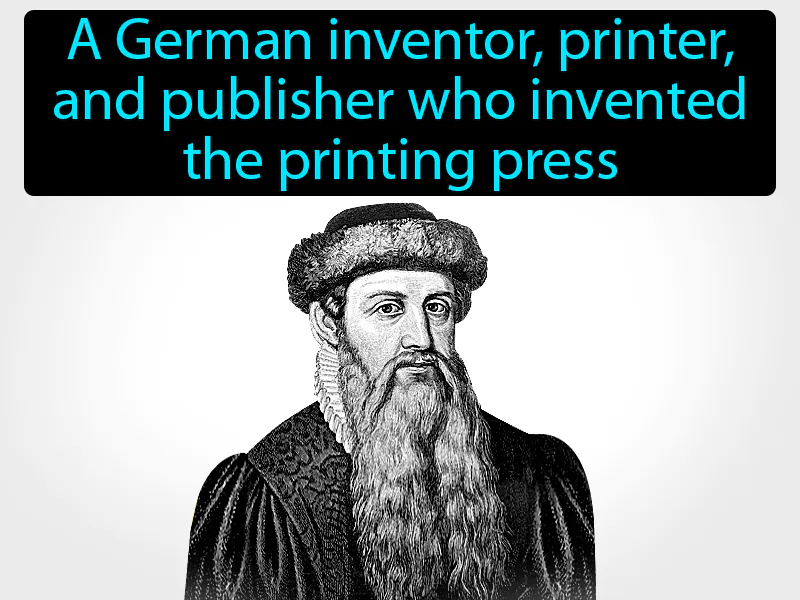 A German inventor, printer,
and publisher who invented
the printing press